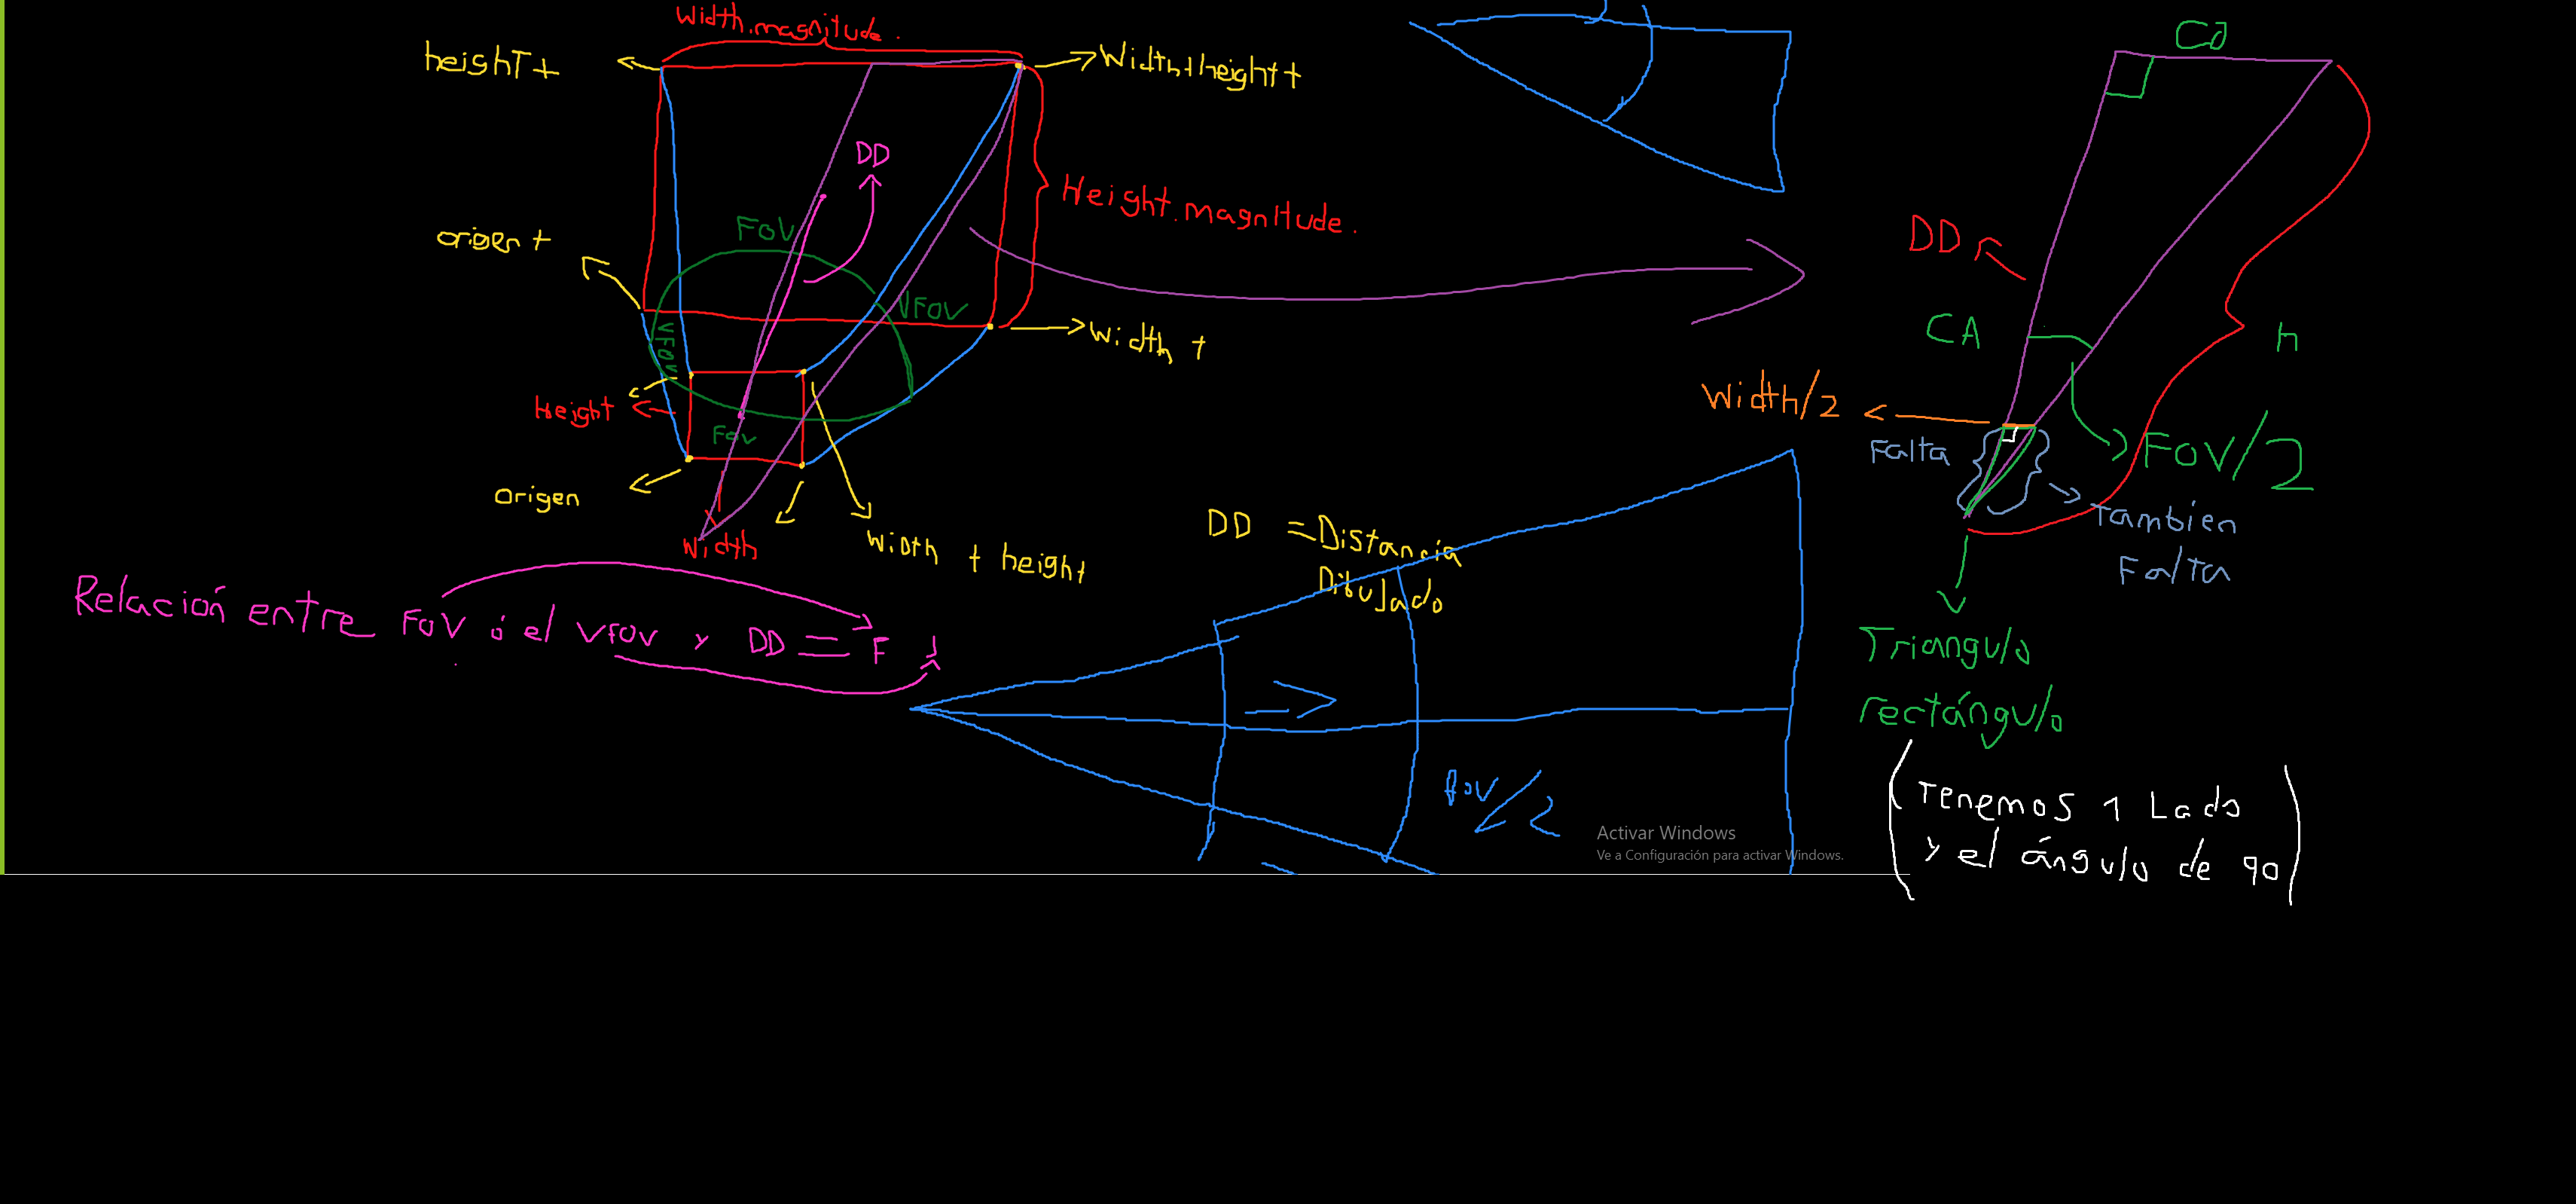 Width.magnitude.
heighT +
Width+height +
DD
Height.magnitude.
origen +
FoV
VFOV
VFOV
Width +
Height
FoV
origen
Width
Width + height
Relación entre FoV ó el VFOV y DD = F
DD = Distancia
Dibujado
fov/2
DD
CA
h
Width/2
Falta
FoV/2
Tambien
Falta
Triangulo
rectángulo
(Tenemos 1 Lado
y el ángulo de 90)
Activar Windows
Ve a Configuración para activar Windows.